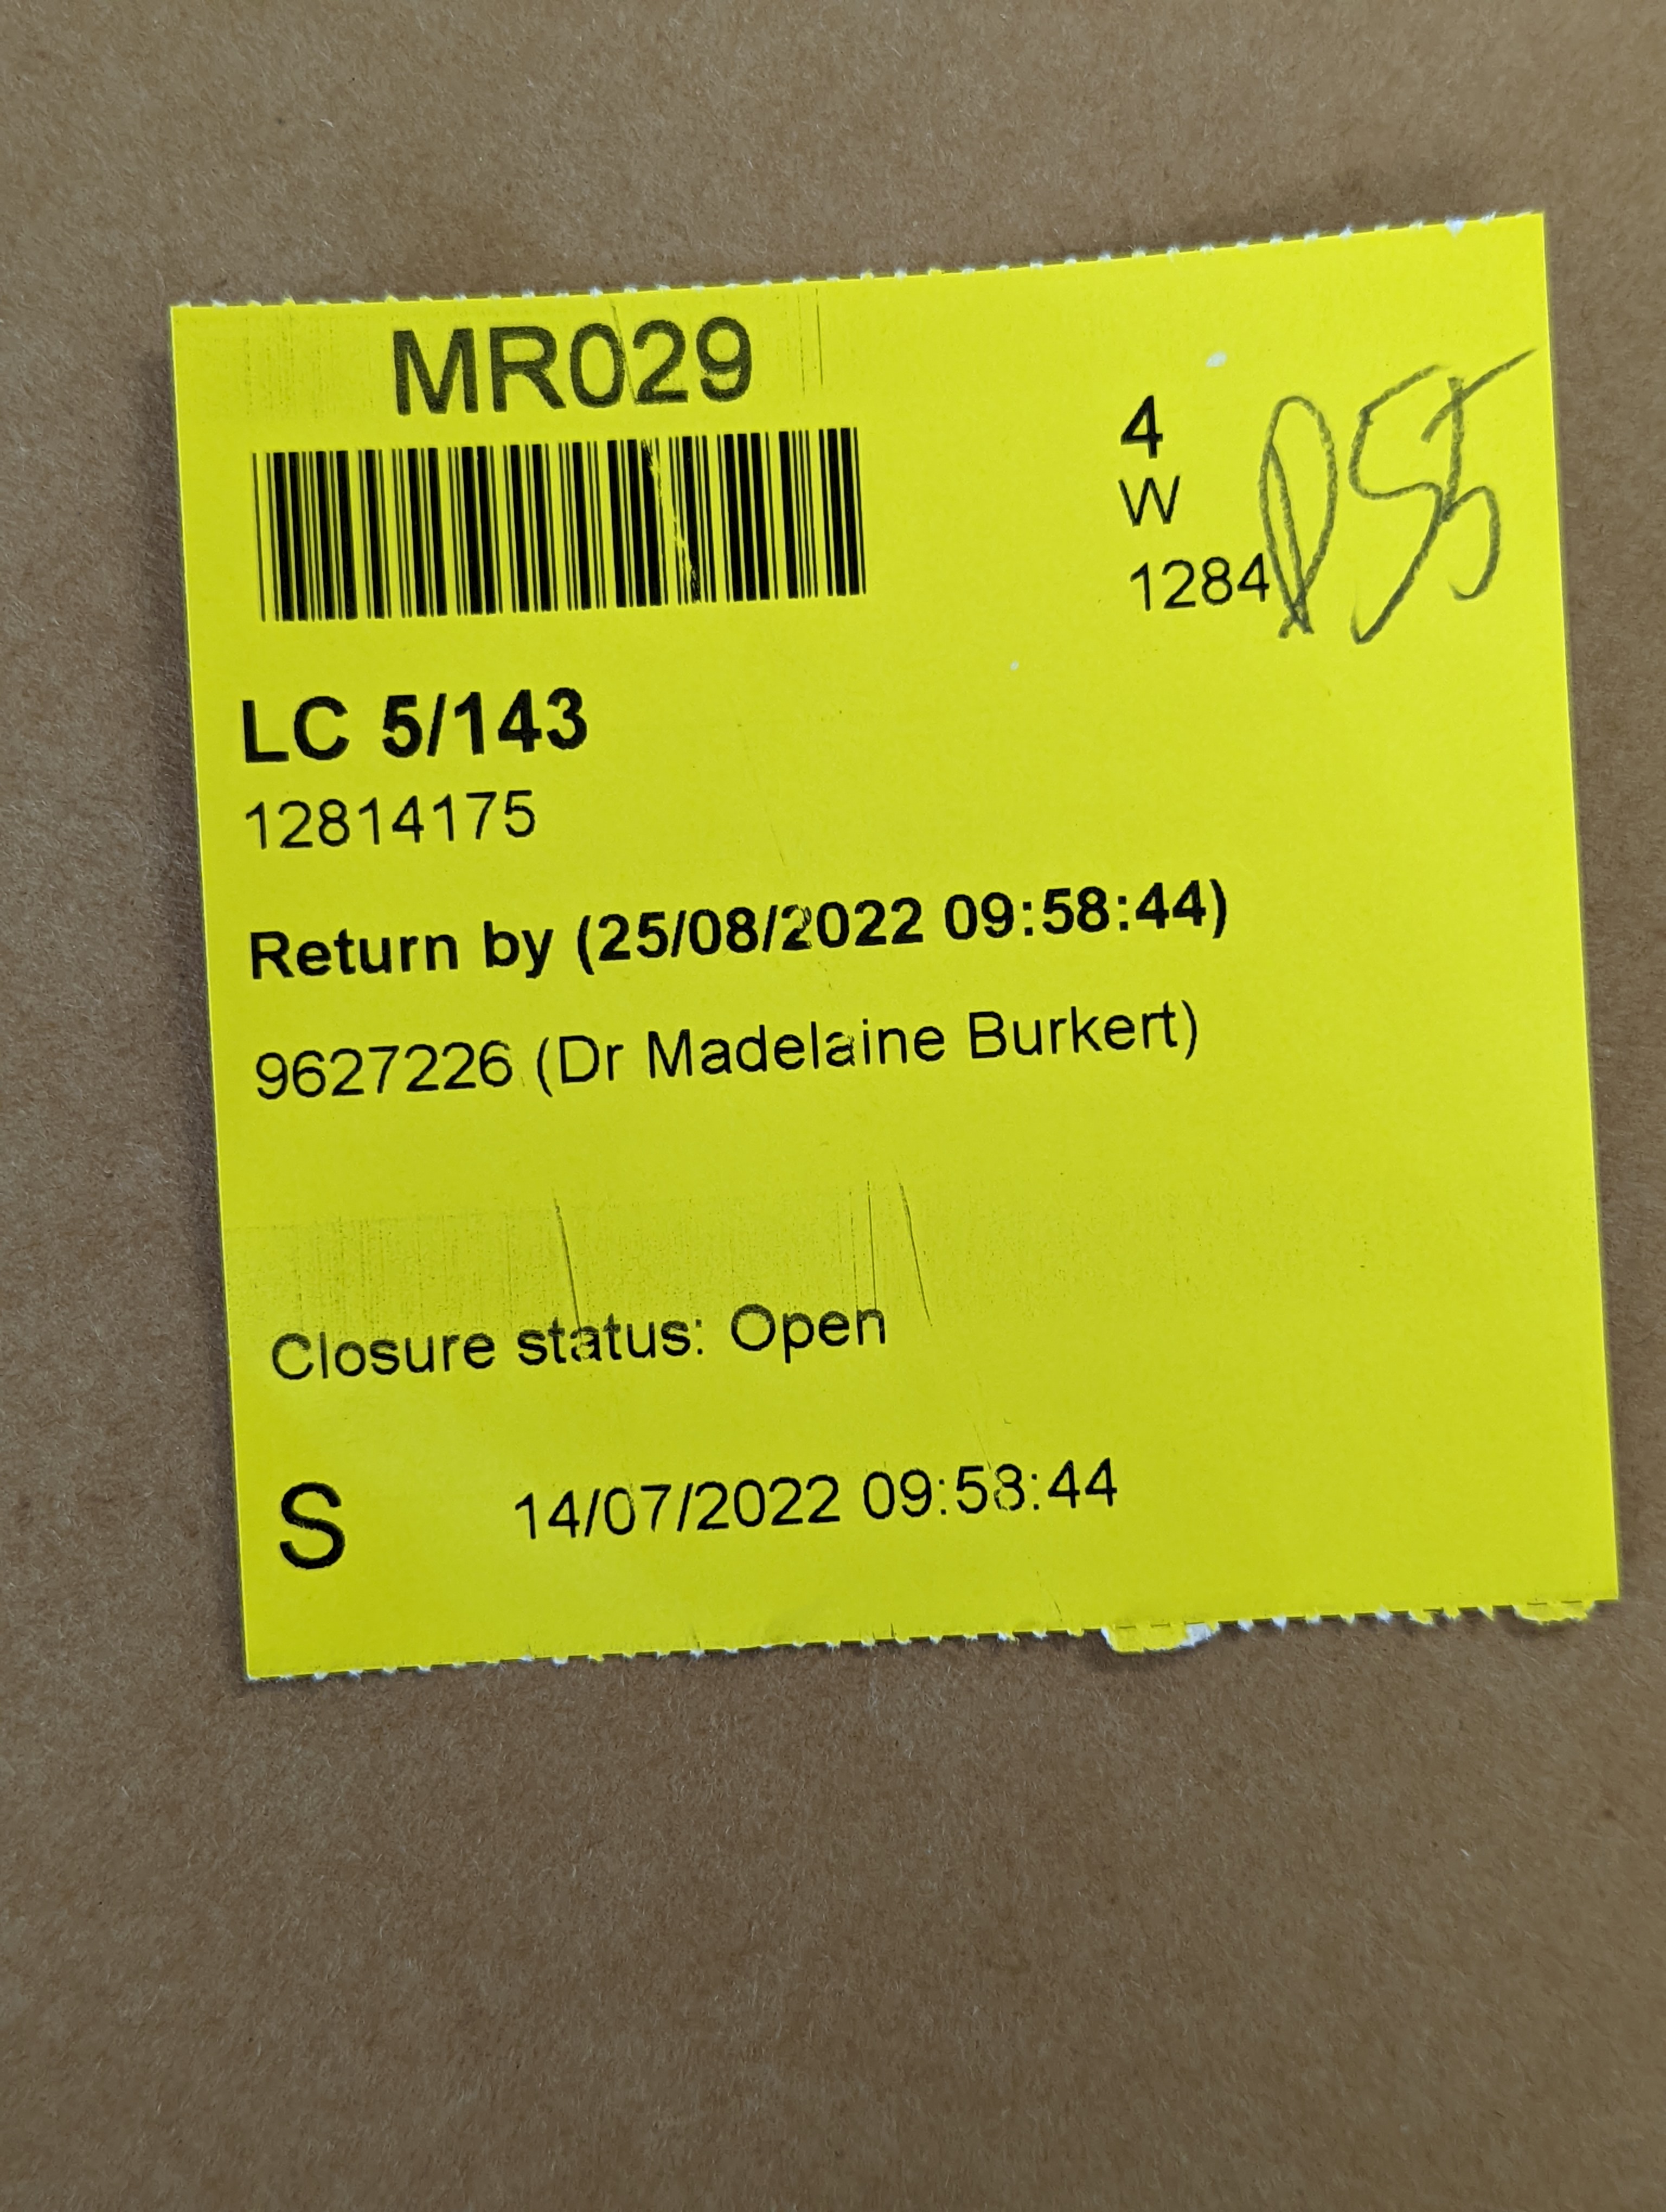 MR029
4
W
1284
LC 5/143
12814175
Return by (25/08/2022 09:58:44)
9627226 (Dr Madelaine Burkert)
Closure status: Open
S 14/07/2022 09:58:44